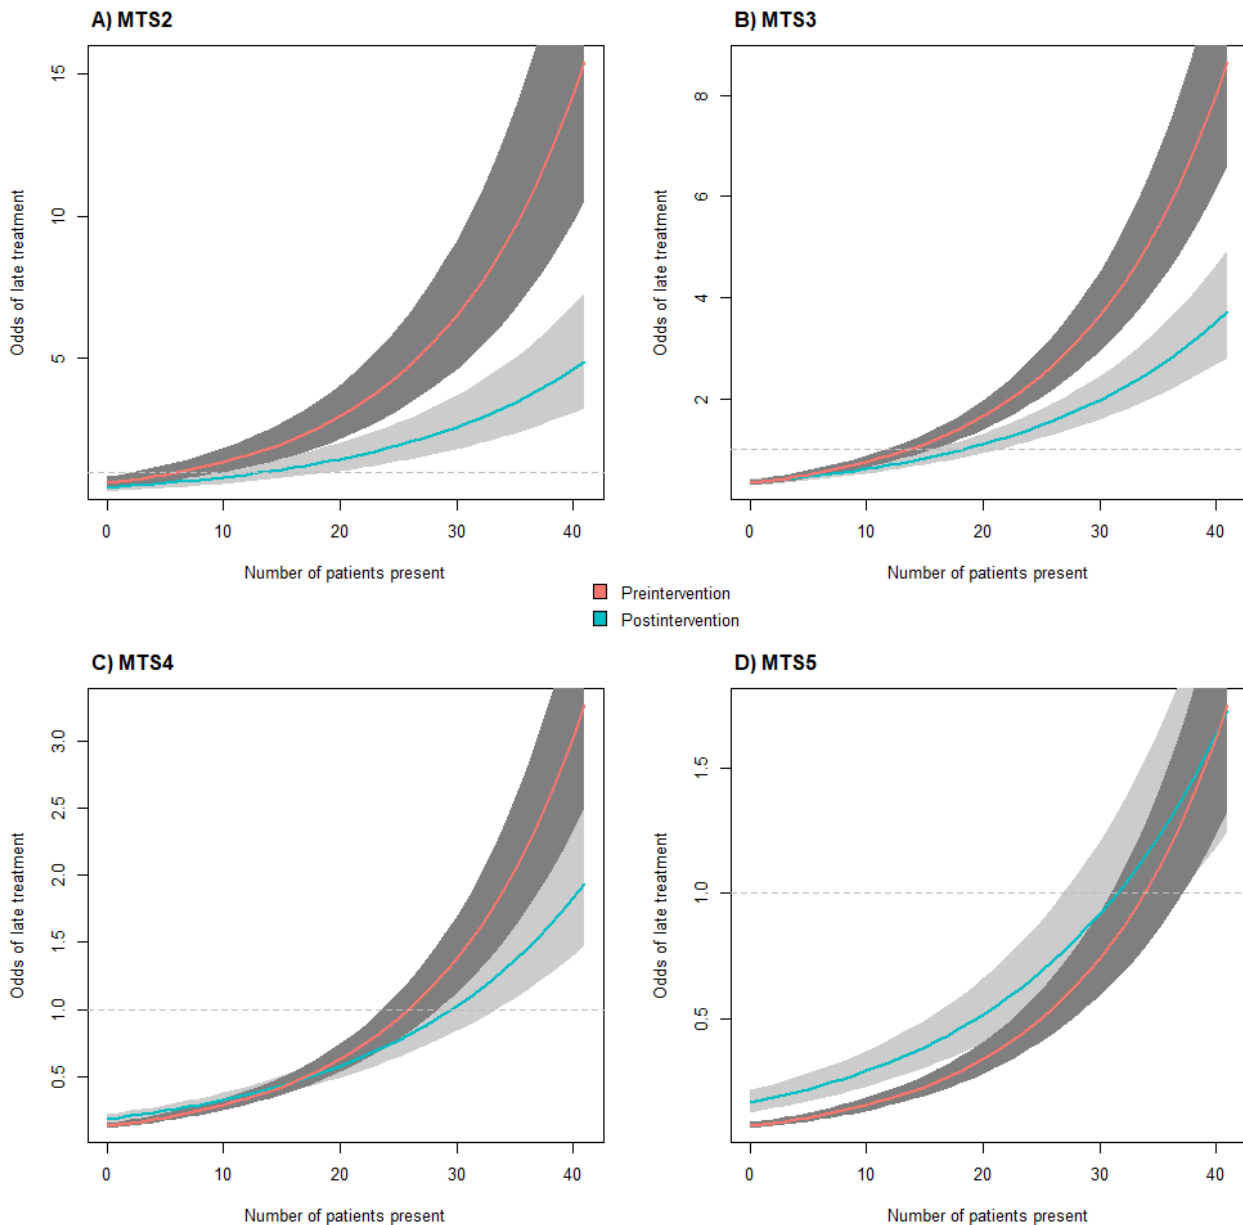 A) MTS2
B) MTS3
Odds of late treatment
15
10
5
0 10 20 30 40
Number of patients present
Odds of late treatment
8
6
4
2
0 10 20 30 40
Number of patients present
Preintervention
Postintervention
C) MTS4
D) MTS5
Odds of late treatment
3.0
2.5
2.0
1.5
1.0
0.5
0 10 20 30 40
Number of patients present
Odds of late treatment
1.5
1.0
0.5
0 10 20 30 40
Number of patients present